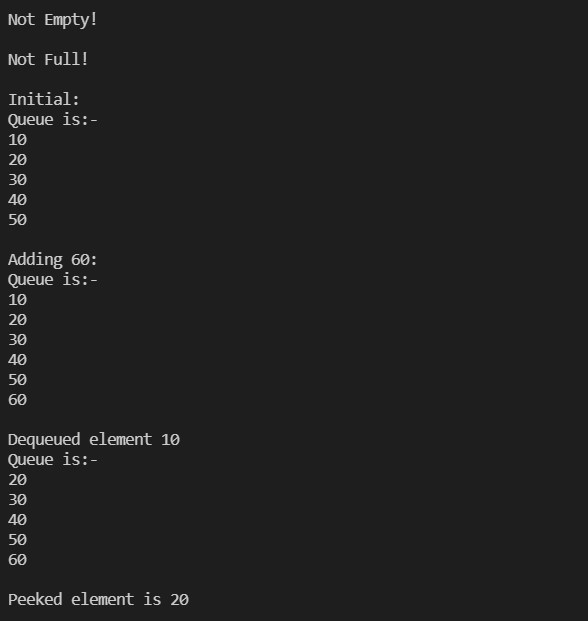 Not Empty!
Not Full!
Initial:
Queue is:-
10
20
30
40
50
Adding 60:
Queue is:-
10
20
30
40
50
60
Dequeued element 10
Queue is:-
20
30
40
50
60
Peeked element is 20